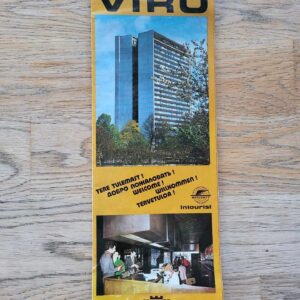 VIRU
TERE TULEMAST !
ДОБРО ПОЖАЛОВАТЬ !
WELCOME !
WILLKOMMEN !
TERVETULOA !
Intourist